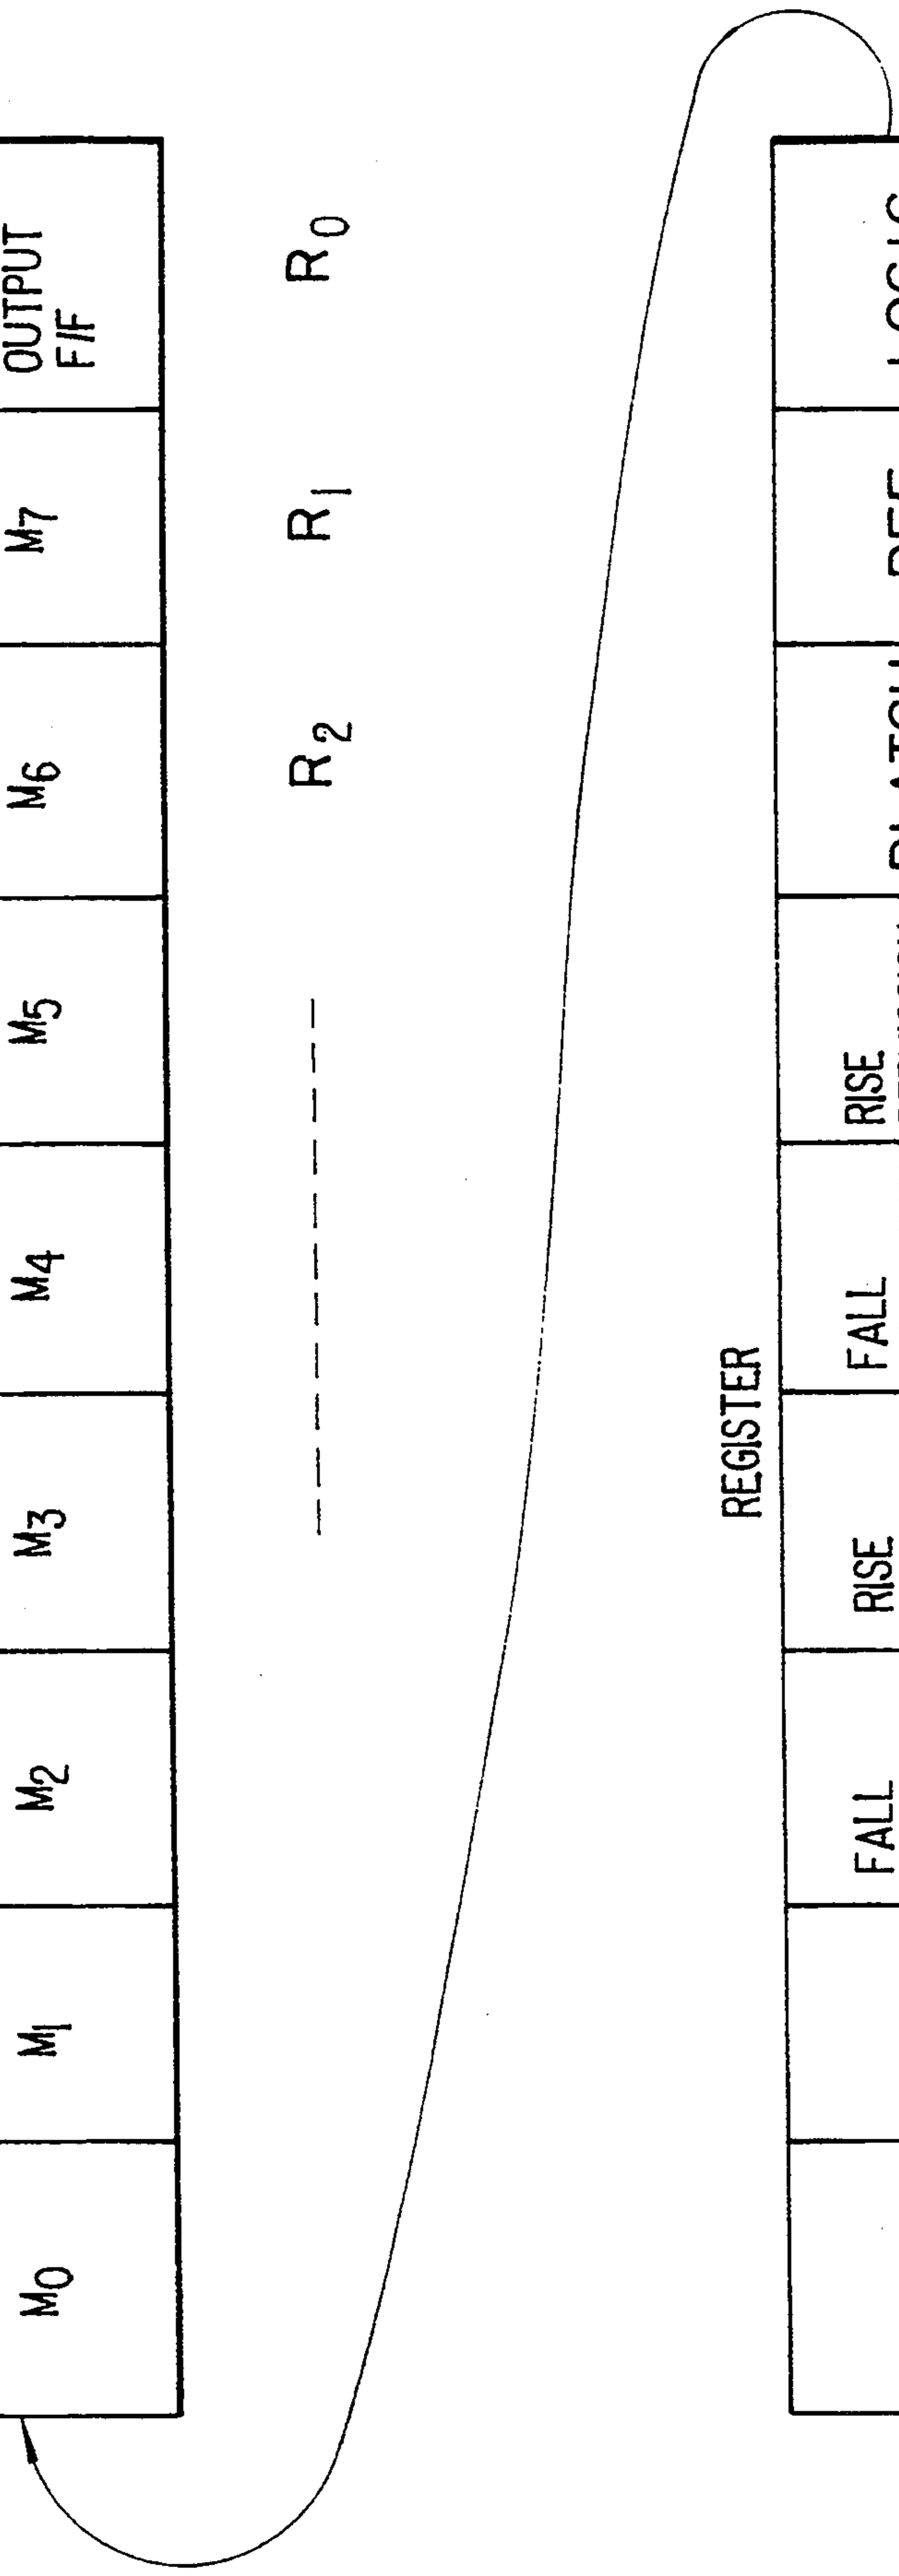 M0 M1 M2 M3 M4 M5 M6 M7 OUTPUT F/F
R2 R1 R0
REGISTER
FALL RISE FALL RISE